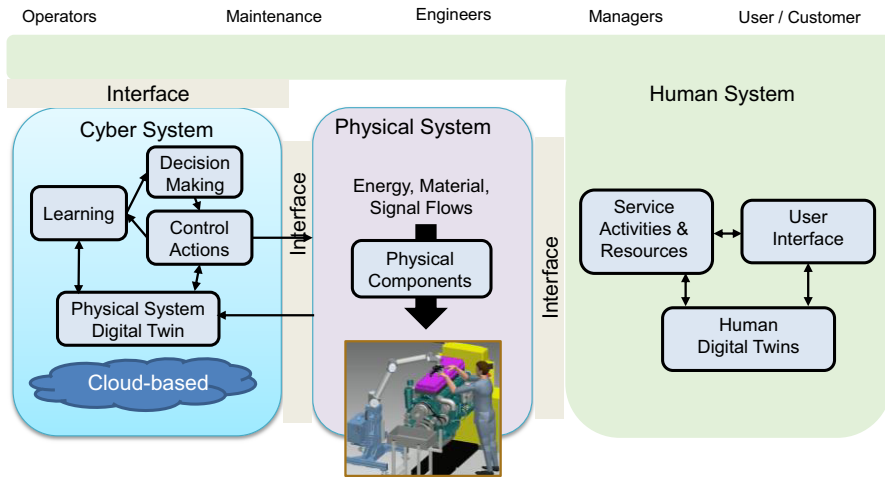 Operators
Maintenance
Engineers
Managers
User / Customer
Interface
Human System
Cyber System
Decision
Making
Learning
Control
Actions
Physical System
Digital Twin
Cloud-based
Interface
Physical System
Energy, Material,
Signal Flows
Physical
Components
Interface
Service
Activities &
Resources
User
Interface
Human
Digital Twins